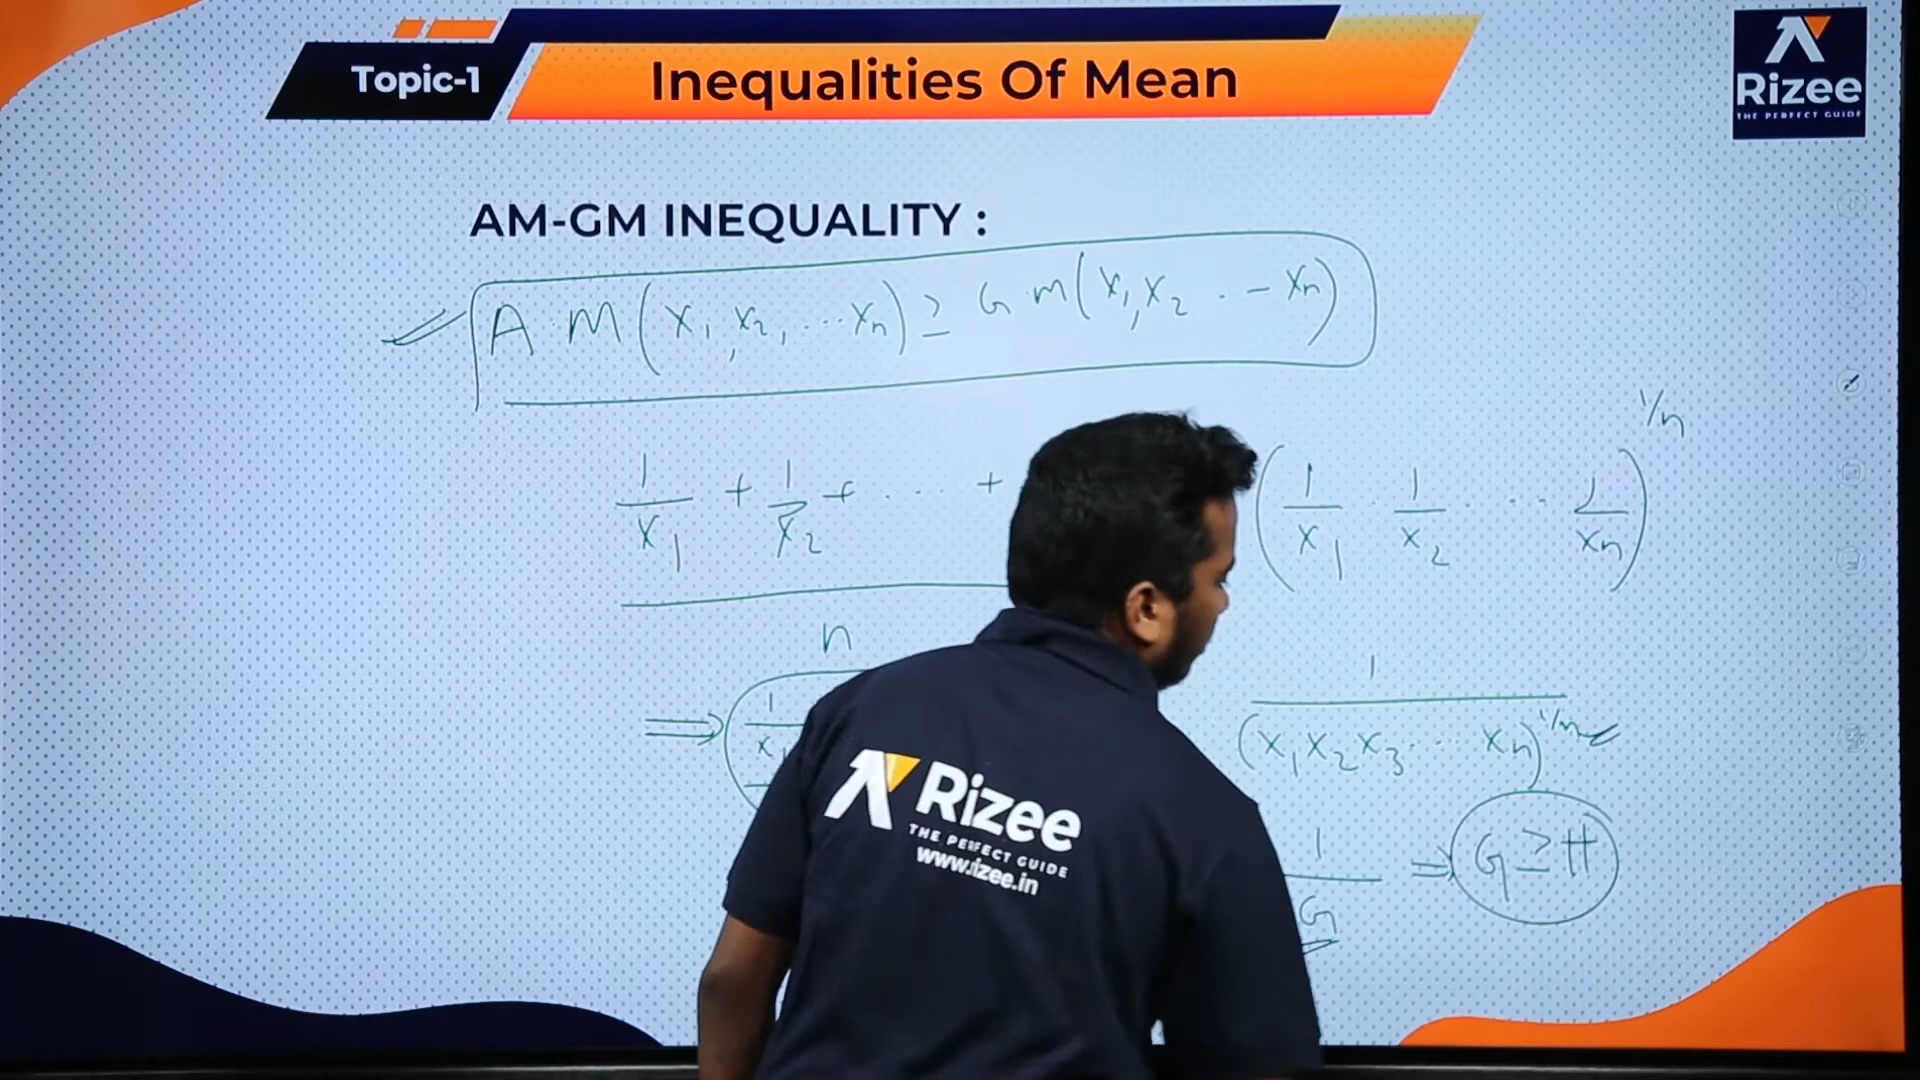 Topic-1
Inequalities Of Mean
Rizee
THE PERFECT GUIDE
AM-GM INEQUALITY :
A.M(x₁, x₂, ...xₙ) ≥ G.M(x₁, x₂ ..-xₙ)
1/x₁ + 1/x₂ + .... + 
n
(1/x₁ 1/x₂ .... 1/xₙ)^1/n
⇒ 1/x₁
1/(x₁x₂x₃.... xₙ)^1/n
1/G ⇒ G ≥ H
Rizee
THE PERFECT GUIDE
www.rizee.in